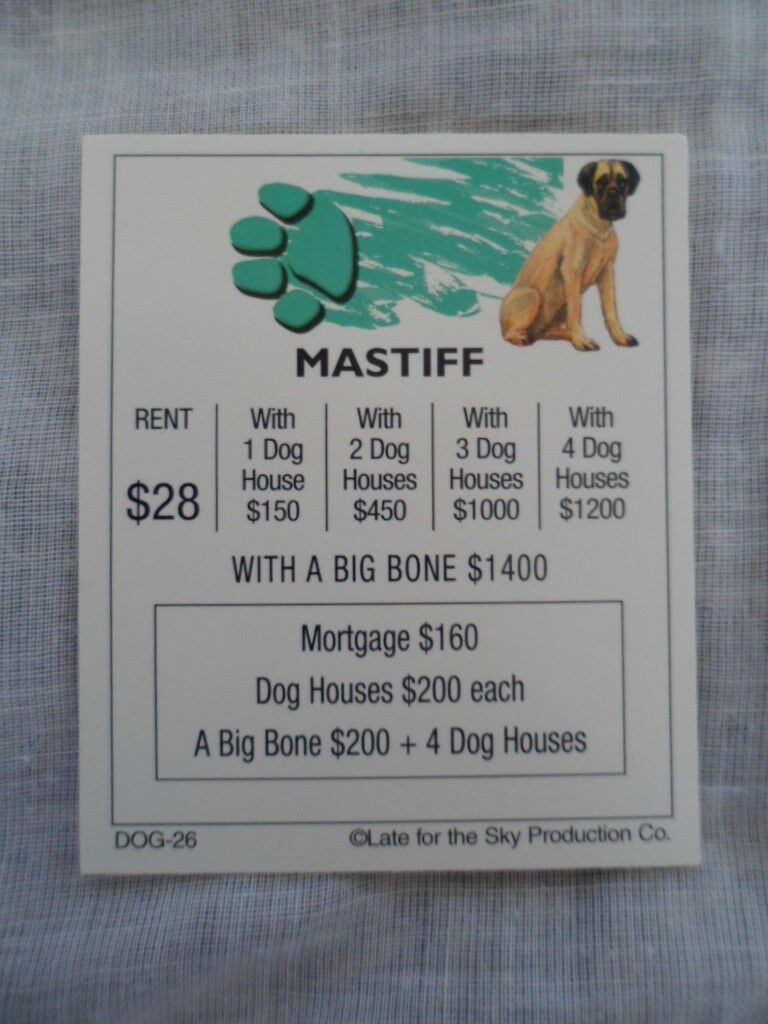 MASTIFF
RENT
$28
With
1 Dog
House
$150
With
2 Dog
Houses
$450
With
3 Dog
Houses
$1000
With
4 Dog
Houses
$1200
WITH A BIG BONE $1400
Mortgage $160
Dog Houses $200 each
A Big Bone $200 + 4 Dog Houses
DOG-26
©Late for the Sky Production Co.